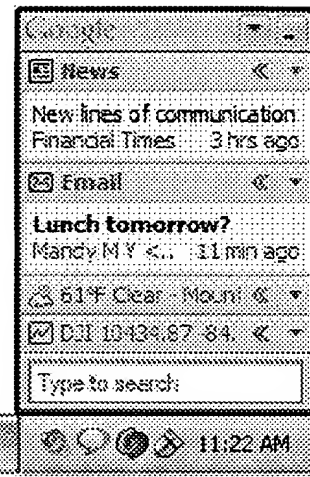 Google
News
New lines of communication
Financial Times 3 hrs ago
Email
Lunch tomorrow?
Mandy M Y <.. 11 min ago
61°F Clear - Mount
DJI 10434.87 -64.
Type to search
11:22 AM